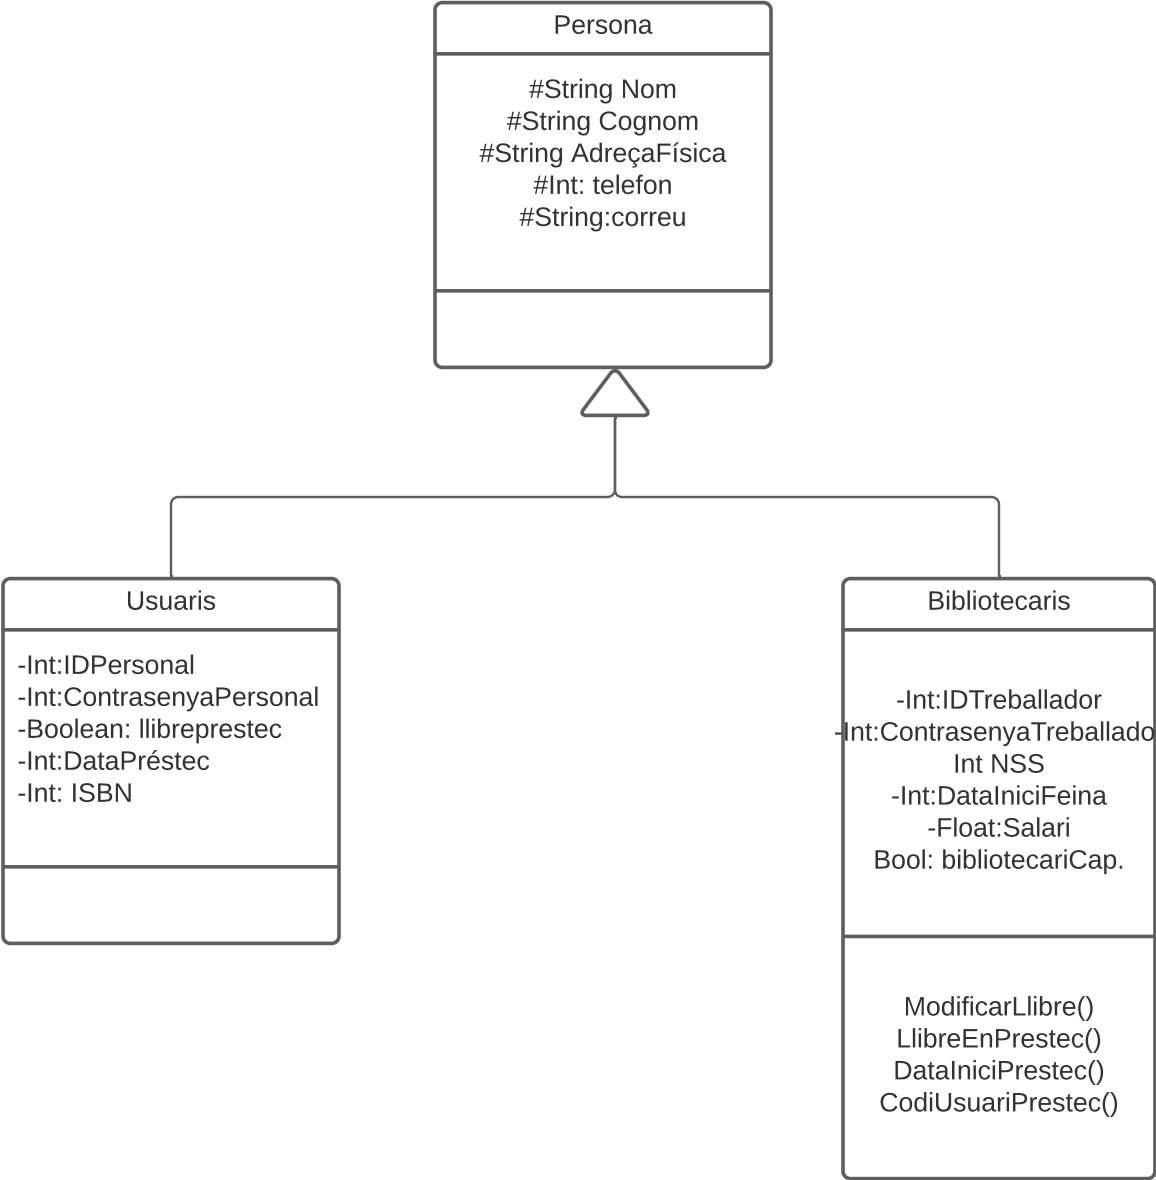 Persona
#String Nom
#String Cognom
#String AdreçaFísica
#Int: telefon
#String:correu
Usuaris
-Int:IDPersonal
-Int:ContrasenyaPersonal
-Boolean: llibreprestec
-Int:DataPréstec
-Int: ISBN
Bibliotecaris
-Int:IDTreballador
-Int:ContrasenyaTreballado
Int NSS
-Int:DataIniciFeina
-Float:Salari
Bool: bibliotecariCap.
ModificarLlibre()
LlibreEnPrestec()
DataIniciPrestec()
CodiUsuariPrestec()